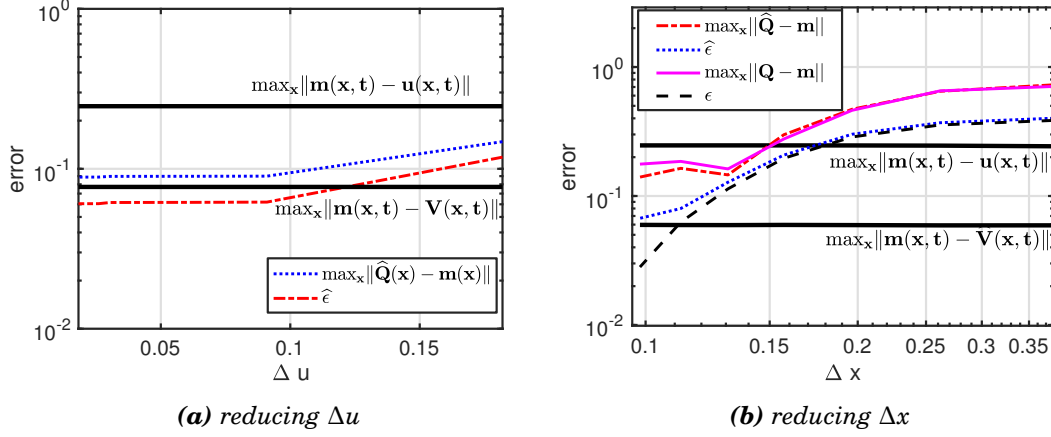 10^0
10^-1
10^-2
error
max_x‖m(x, t) − u(x, t)‖
max_x‖m(x, t) − V(x, t)‖
max_x‖Q̂(x) − m(x)‖
ϵ̂
0.05 0.1 0.15
Δ u
(a) reducing Δu
max_x||Q̂ − m||
ϵ̂
max_x||Q − m||
ϵ
10^0
10^-1
10^-2
error
max_x‖m(x, t) − u(x, t)‖
max_x‖m(x, t) − V(x, t)‖
0.1 0.15 0.2 0.25 0.3 0.35
Δ x
(b) reducing Δx